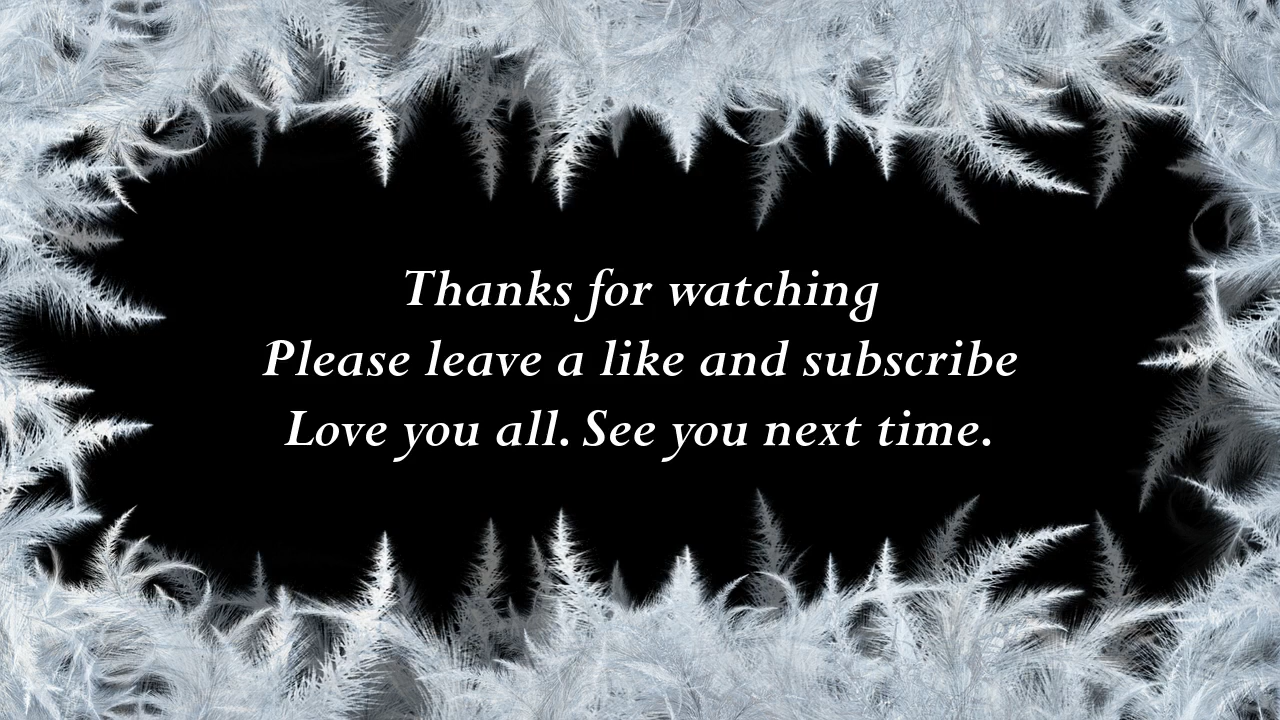 Thanks for watching
Please leave a like and subscribe
Love you all. See you next time.